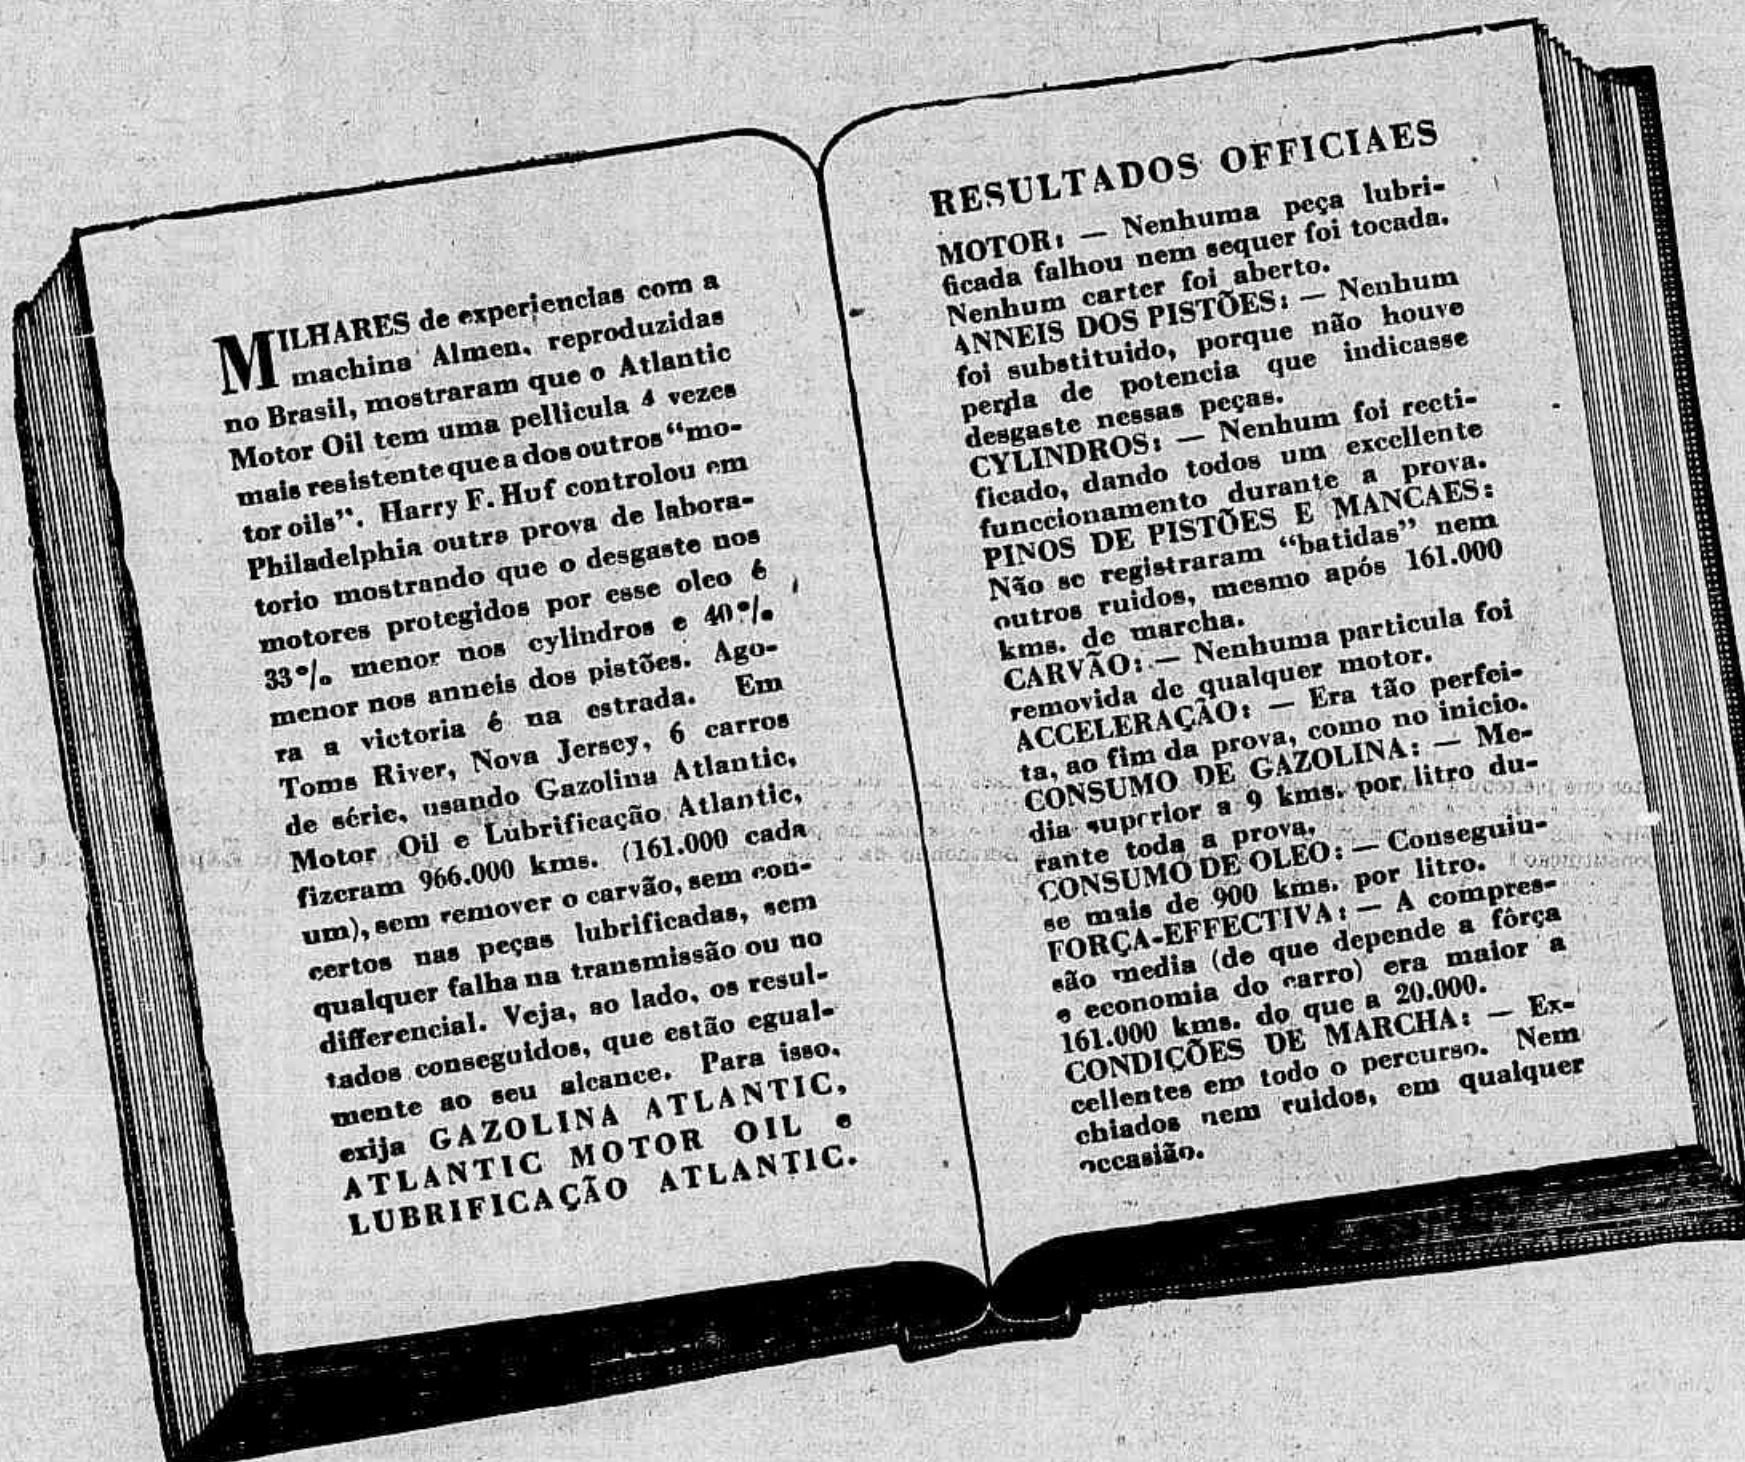 MILHARES de experiencias com a
machina Almen, reproduzidas
no Brasil, mostraram que o Atlantic
Motor Oil tem uma pellicula 4 vezes
mais resistente que a dos outros "mo-
tor oils". Harry F. Huf controlou em
Philadelphia outra prova de labora-
torio mostrando que o desgaste nos
motores protegidos por esse oleo é
33% menor nos cylindros e 40%
menor nos anneis dos pistões. Ago-
ra a victoria é na estrada. Em
Toms River, Nova Jersey, 6 carros
de série, usando Gazolina Atlantic,
Motor Oil e Lubrificação Atlantic,
fizeram 966.000 kms. (161.000 cada
um), sem remover o carvão, sem con-
certos nas peças lubrificadas, sem
qualquer falha na transmissão ou no
differencial. Veja, ao lado, os resul-
tados conseguidos, que estão egual-
mente ao seu alcance. Para isso,
exija GAZOLINA ATLANTIC,
ATLANTIC MOTOR OIL e
LUBRIFICAÇÃO ATLANTIC.
RESULTADOS OFFICIAES
MOTOR: — Nenhuma peça lubri-
ficada falhou nem sequer foi tocada.
Nenhum carter foi aberto.
ANNEIS DOS PISTÕES: — Nenhum
foi substituido, porque não houve
perda de potencia que indicasse
desgaste nessas peças.
CYLINDROS: — Nenhum foi recti-
ficado, dando todos um excellente
funccionamento durante a prova.
PINOS DE PISTÕES E MANCAES:
Não se registraram "batidas" nem
outros ruidos, mesmo após 161.000
kms. de marcha.
CARVÃO: — Nenhuma particula foi
removida de qualquer motor.
ACCELERAÇÃO: — Era tão perfei-
ta, ao fim da prova, como no inicio.
CONSUMO DE GAZOLINA: — Me-
dia superior a 9 kms. por litro du-
rante toda a prova.
CONSUMO DE OLEO: — Conseguiu-
se mais de 900 kms. por litro.
FORÇA-EFFECTIVA: — A compres-
são media (de que depende a fôrça
e economia do carro) era maior a
161.000 kms. do que a 20.000.
CONDIÇÕES DE MARCHA: — Ex-
cellentes em todo o percurso. Nem
chiados nem ruidos, em qualquer
occasião.